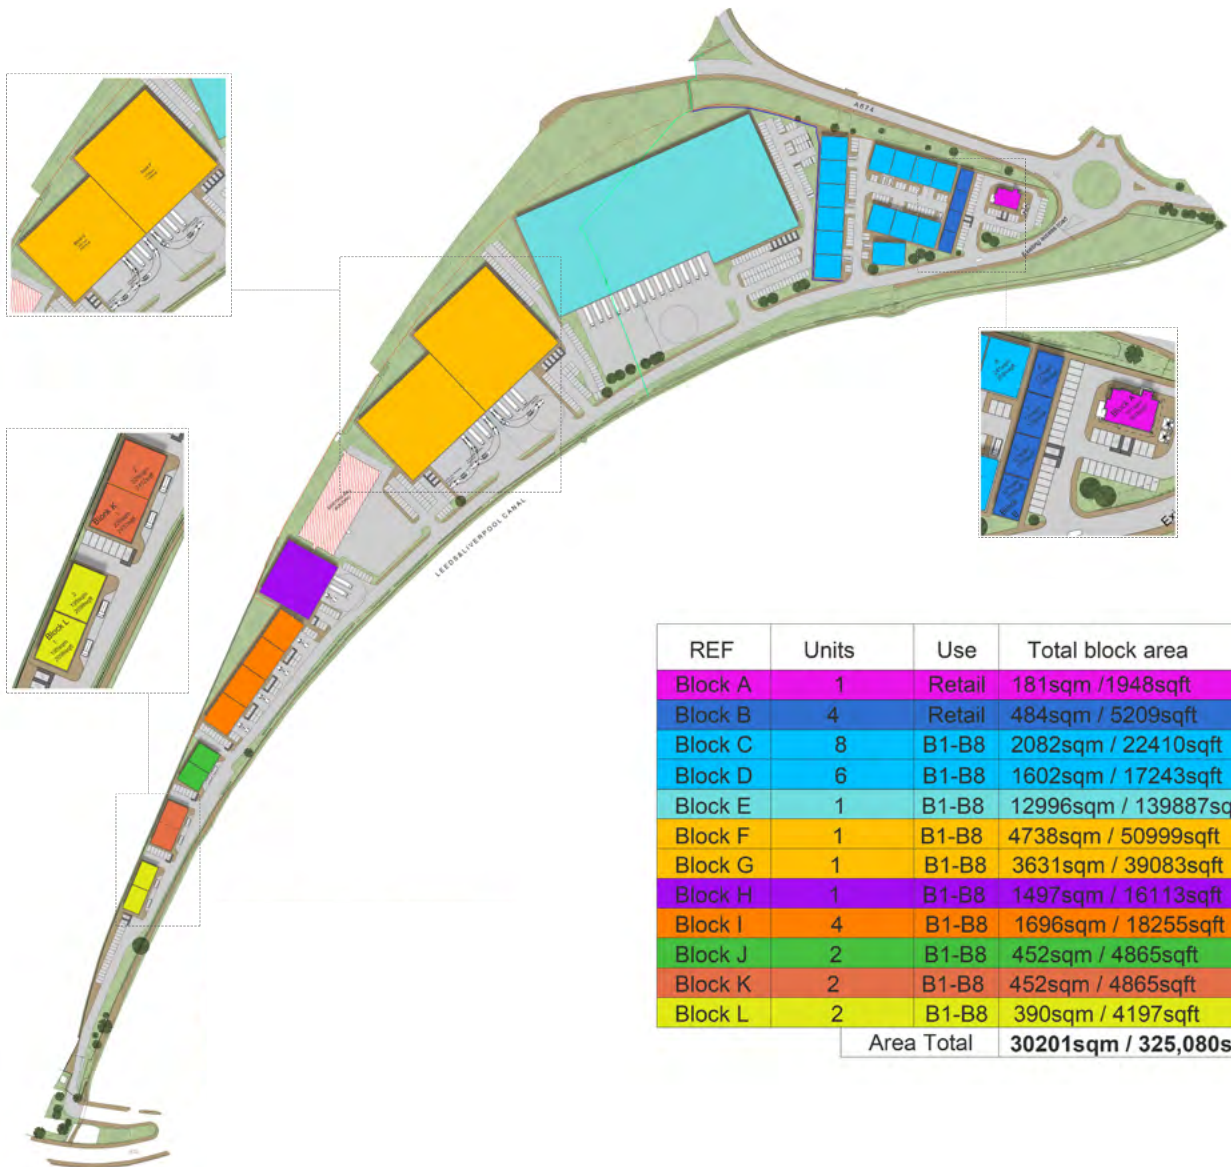 A674
LEEDS&LIVERPOOL CANAL
Block A
Block K
Block L
REF Units Use Total block area
Block A 1 Retail 181sqm /1948sqft
Block B 4 Retail 484sqm / 5209sqft
Block C 8 B1-B8 2082sqm / 22410sqft
Block D 6 B1-B8 1602sqm / 17243sqft
Block E 1 B1-B8 12996sqm / 139887sq
Block F 1 B1-B8 4738sqm / 50999sqft
Block G 1 B1-B8 3631sqm / 39083sqft
Block H 1 B1-B8 1497sqm / 16113sqft
Block I 4 B1-B8 1696sqm / 18255sqft
Block J 2 B1-B8 452sqm / 4865sqft
Block K 2 B1-B8 452sqm / 4865sqft
Block L 2 B1-B8 390sqm / 4197sqft
Area Total 30201sqm / 325,080s